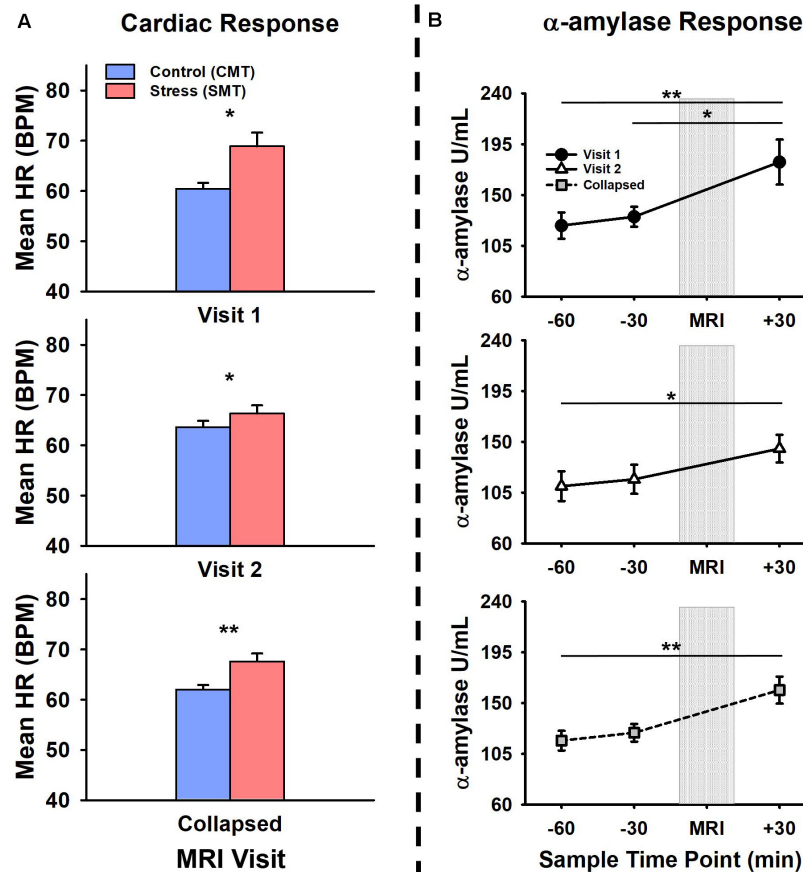 A
Cardiac Response
Control (CMT)
Stress (SMT)
Mean HR (BPM)
80
70
60
50
40
*
Visit 1
Mean HR (BPM)
80
70
60
50
40
*
Visit 2
Mean HR (BPM)
80
70
60
50
40
**
Collapsed
MRI Visit
B
α-amylase Response
α-amylase U/mL
240
195
150
105
60
**
*
Visit 1
Visit 2
Collapsed
-60 -30 MRI +30
α-amylase U/mL
240
195
150
105
60
*
-60 -30 MRI +30
α-amylase U/mL
240
195
150
105
60
**
-60 -30 MRI +30
Sample Time Point (min)